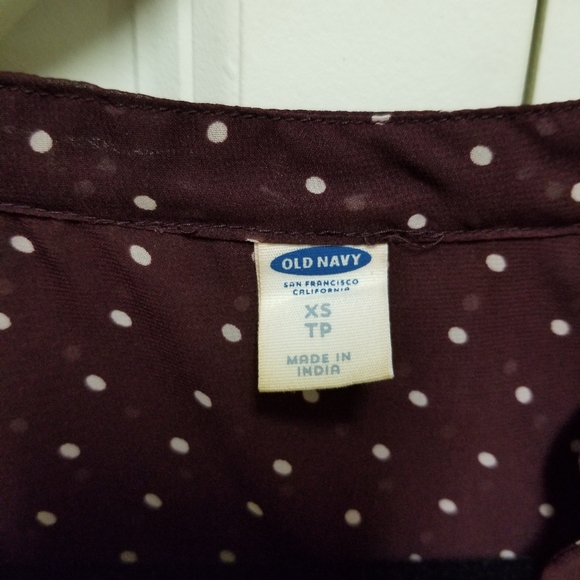 OLD NAVY
SAN FRANCISCO
CALIFORNIA
XS
TP
MADE IN
INDIA